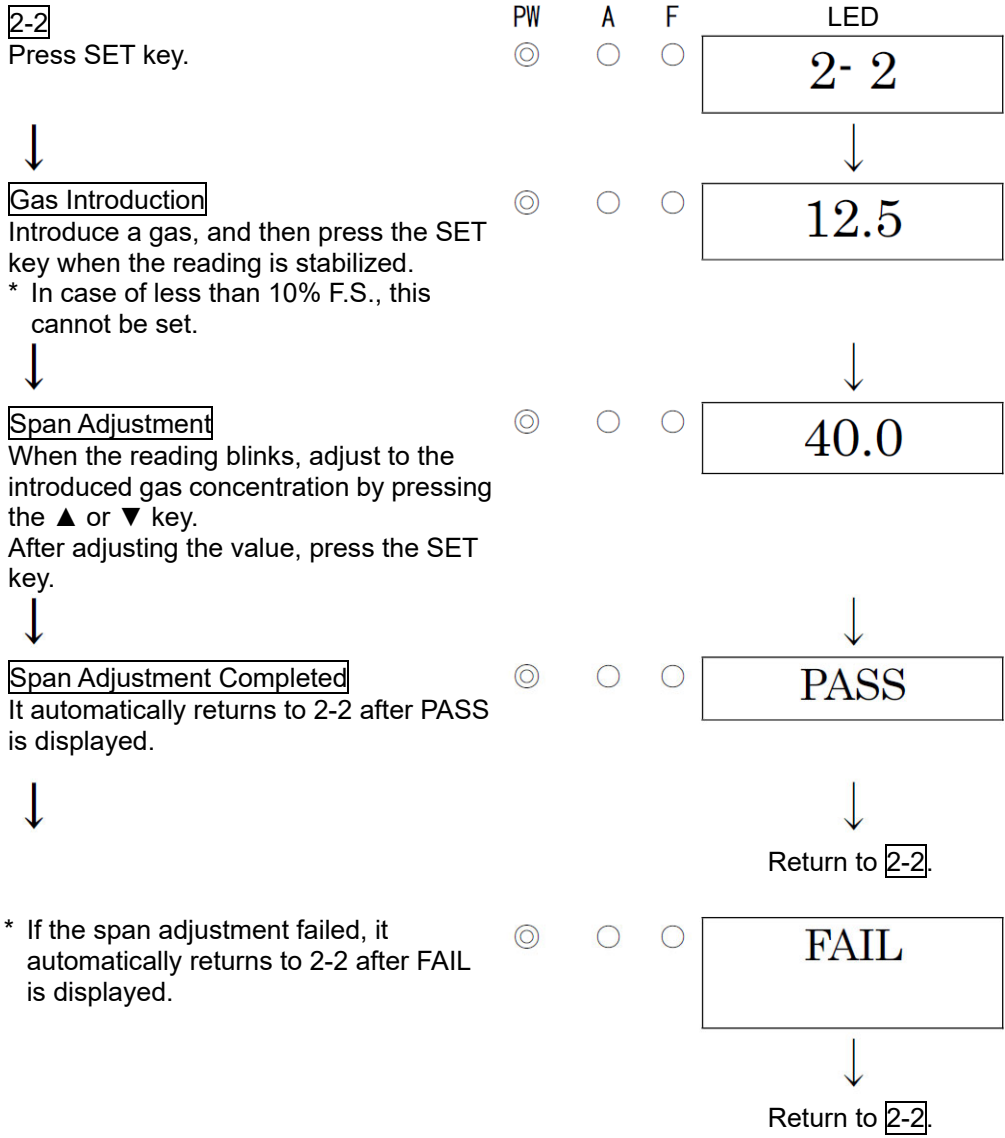 2-2 PW A F LED
Press SET key. ◎ ○ ○ 2- 2
↓ ↓
Gas Introduction ◎ ○ ○ 12.5
Introduce a gas, and then press the SET
key when the reading is stabilized.
* In case of less than 10% F.S., this
cannot be set.
↓ ↓
Span Adjustment ◎ ○ ○ 40.0
When the reading blinks, adjust to the
introduced gas concentration by pressing
the ▲ or ▼ key.
After adjusting the value, press the SET
key.
↓ ↓
Span Adjustment Completed ◎ ○ ○ PASS
It automatically returns to 2-2 after PASS
is displayed.
↓ ↓
Return to 2-2.
* If the span adjustment failed, it ◎ ○ ○ FAIL
automatically returns to 2-2 after FAIL
is displayed.
↓
Return to 2-2.